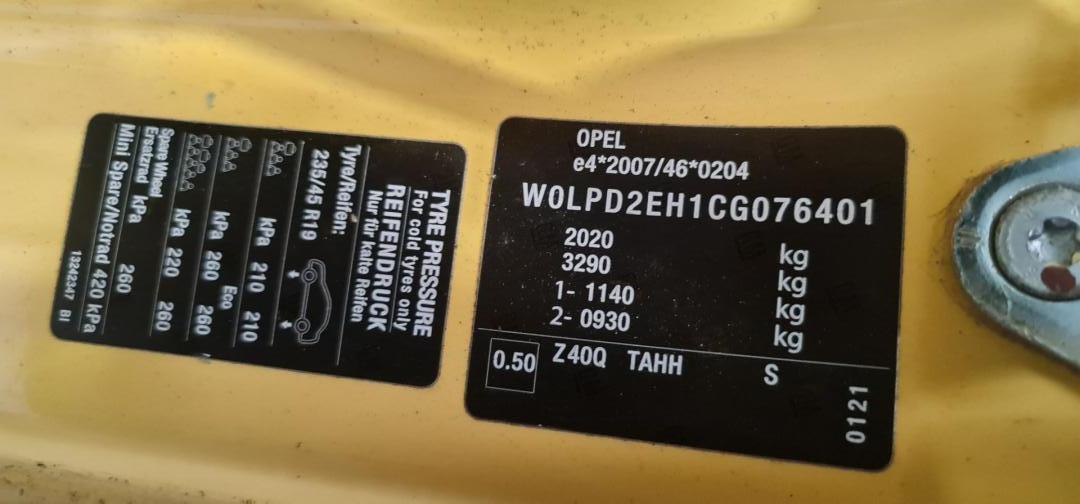 TYRE PRESSURE
For cold tyres only
REIFENDRUCK
Nur für kalte Reifen
Tyre/Reifen:
235/45 R19
kPa 210 210
Eco
kPa 260 260
kPa 220 260
Spare Wheel
Ersatzrad kPa 260
Mini Spare/Notrad 420 kPa
13242347 BI
OPEL
e4*2007/46*0204
W0LPD2EH1CG076401
2020 kg
3290 kg
1- 1140 kg
2- 0930 kg
0.50 Z40Q TAHH S
0121